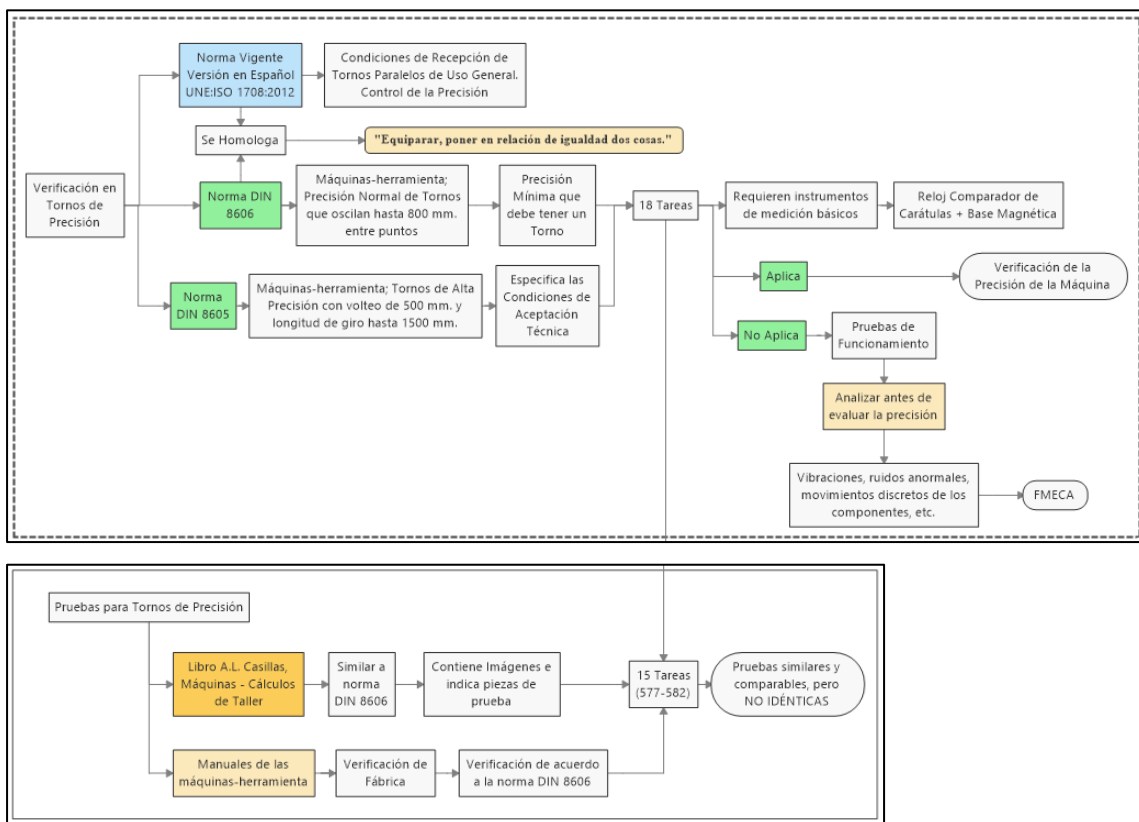 Norma Vigente
Versión en Español
UNE:ISO 1708:2012
Condiciones de Recepción de
Tornos Paralelos de Uso General.
Control de la Precisión
Se Homologa
"Equiparar, poner en relación de igualdad dos cosas."
Verificación en
Tornos de
Precisión
Norma DIN
8606
Máquinas-herramienta;
Precisión Normal de Tornos
que oscilan hasta 800 mm.
entre puntos
Precisión
Mínima que
debe tener un
Torno
Norma
DIN 8605
Máquinas-herramienta; Tornos de Alta
Precisión con volteo de 500 mm. y
longitud de giro hasta 1500 mm.
Especifica las
Condiciones de
Aceptación
Técnica
18 Tareas
Requieren instrumentos
de medición básicos
Reloj Comparador de
Carátulas + Base Magnética
Aplica
Verificación de la
Precisión de la Máquina
No Aplica
Pruebas de
Funcionamiento
Analizar antes de
evaluar la precisión
Vibraciones, ruidos anormales,
movimientos discretos de los
componentes, etc.
FMECA
Pruebas para Tornos de Precisión
Libro A.L. Casillas,
Máquinas - Cálculos
de Taller
Similar a
norma
DIN 8606
Contiene Imágenes e
indica piezas de
prueba
15 Tareas
(577-582)
Pruebas similares y
comparables, pero
NO IDÉNTICAS
Manuales de las
máquinas-herramienta
Verificación de
Fábrica
Verificación de acuerdo
a la norma DIN 8606